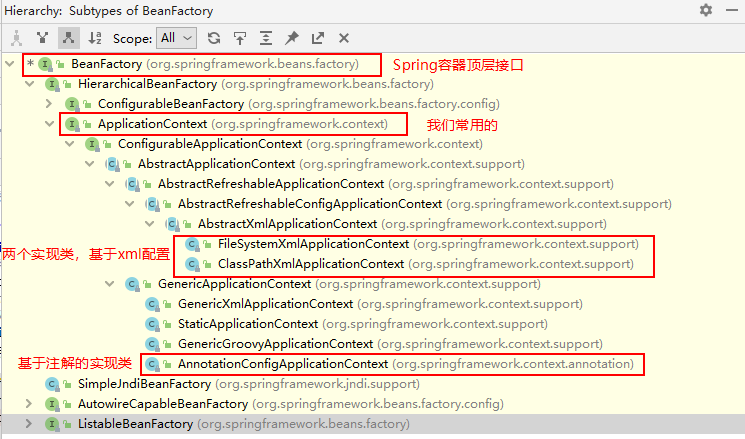 Hierarchy: Subtypes of BeanFactory
Scope: All
* BeanFactory (org.springframework.beans.factory) Spring容器顶层接口
HierarchicalBeanFactory (org.springframework.beans.factory)
ConfigurableBeanFactory (org.springframework.beans.factory.config)
ApplicationContext (org.springframework.context) 我们常用的
ConfigurableApplicationContext (org.springframework.context)
AbstractApplicationContext (org.springframework.context.support)
AbstractRefreshableApplicationContext (org.springframework.context.support)
AbstractRefreshableConfigApplicationContext (org.springframework.context.support)
AbstractXmlApplicationContext (org.springframework.context.support)
FileSystemXmlApplicationContext (org.springframework.context.support)
两个实现类，基于xml配置
ClassPathXmlApplicationContext (org.springframework.context.support)
GenericApplicationContext (org.springframework.context.support)
GenericXmlApplicationContext (org.springframework.context.support)
StaticApplicationContext (org.springframework.context.support)
GenericGroovyApplicationContext (org.springframework.context.support)
基于注解的实现类 AnnotationConfigApplicationContext (org.springframework.context.annotation)
SimpleJndiBeanFactory (org.springframework.jndi.support)
AutowireCapableBeanFactory (org.springframework.beans.factory.config)
ListableBeanFactory (org.springframework.beans.factory)